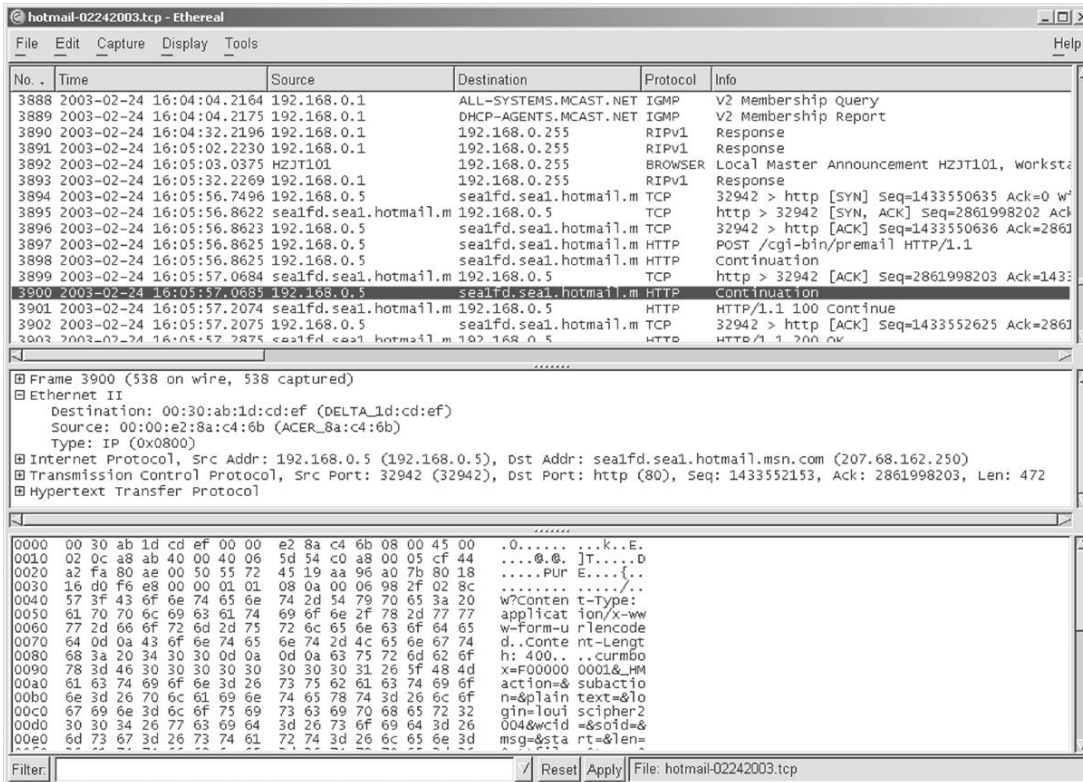 hotmail-02242003.tcp - Ethereal
File Edit Capture Display Tools Help
No. . Time Source Destination Protocol Info
3888 2003-02-24 16:04:04.2164 192.168.0.1 ALL-SYSTEMS.MCAST.NET IGMP V2 Membership Query
3889 2003-02-24 16:04:04.2175 192.168.0.1 DHCP-AGENTS.MCAST.NET IGMP V2 Membership Report
3890 2003-02-24 16:04:32.2196 192.168.0.1 192.168.0.255 RIPv1 Response
3891 2003-02-24 16:05:02.2230 192.168.0.1 192.168.0.255 RIPv1 Response
3892 2003-02-24 16:05:03.0375 HZJT101 192.168.0.255 BROWSER Local Master Announcement HZJT101, Worksta
3893 2003-02-24 16:05:32.2269 192.168.0.1 192.168.0.255 RIPv1 Response
3894 2003-02-24 16:05:56.7496 192.168.0.5 sea1fd.sea1.hotmail.m TCP 32942 > http [SYN] Seq=1433550635 Ack=0 Wi
3895 2003-02-24 16:05:56.8622 sea1fd.sea1.hotmail.m 192.168.0.5 TCP http > 32942 [SYN, ACK] Seq=2861998202 Ack
3896 2003-02-24 16:05:56.8623 192.168.0.5 sea1fd.sea1.hotmail.m TCP 32942 > http [ACK] Seq=1433550636 Ack=2861
3897 2003-02-24 16:05:56.8625 192.168.0.5 sea1fd.sea1.hotmail.m HTTP POST /cgi-bin/premail HTTP/1.1
3898 2003-02-24 16:05:56.8625 192.168.0.5 sea1fd.sea1.hotmail.m HTTP Continuation
3899 2003-02-24 16:05:57.0684 sea1fd.sea1.hotmail.m 192.168.0.5 TCP http > 32942 [ACK] Seq=2861998203 Ack=1433
3900 2003-02-24 16:05:57.0685 192.168.0.5 sea1fd.sea1.hotmail.m HTTP Continuation
3901 2003-02-24 16:05:57.2074 sea1fd.sea1.hotmail.m 192.168.0.5 HTTP HTTP/1.1 100 Continue
3902 2003-02-24 16:05:57.2075 192.168.0.5 sea1fd.sea1.hotmail.m TCP 32942 > http [ACK] Seq=1433552625 Ack=2861
3903 2003-02-24 16:05:57.2875 sea1fd.sea1.hotmail.m 192.168.0.5 HTTP HTTP/1.1 200 OK
Frame 3900 (538 on wire, 538 captured)
Ethernet II
Destination: 00:30:ab:1d:cd:ef (DELTA_1d:cd:ef)
Source: 00:00:e2:8a:c4:6b (ACER_8a:c4:6b)
Type: IP (0x0800)
Internet Protocol, Src Addr: 192.168.0.5 (192.168.0.5), Dst Addr: sea1fd.sea1.hotmail.msn.com (207.68.162.250)
Transmission Control Protocol, Src Port: 32942 (32942), Dst Port: http (80), Seq: 1433552153, Ack: 2861998203, Len: 472
Hypertext Transfer Protocol
0000 00 30 ab 1d cd ef 00 00 e2 8a c4 6b 08 00 45 00 .0...... ...k..E.
0010 02 0c a8 ab 40 00 40 06 5d 54 c0 a8 00 05 cf 44 ....@.@. ]T.....D
0020 a2 fa 80 ae 00 50 55 72 45 19 aa 96 a0 7b 80 18 .....PUr E....{..
0030 16 d0 f6 e8 00 00 01 01 08 0a 00 06 98 2f 02 8c ........ ...../..
0040 57 3f 43 6f 6e 74 65 6e 74 2d 54 79 70 65 3a 20 W?Conten t-Type:
0050 61 70 70 6c 69 63 61 74 69 6f 6e 2f 78 2d 77 77 applicat ion/x-ww
0060 77 2d 66 6f 72 6d 2d 75 72 6c 65 6e 63 6f 64 65 w-form-u rlencode
0070 64 0d 0a 43 6f 6e 74 65 6e 74 2d 4c 65 6e 67 74 d..Conte nt-Lengt
0080 68 3a 20 34 30 30 0d 0a 0d 0a 63 75 72 6d 62 6f h: 400.. ..curmbo
0090 78 3d 46 30 30 30 30 30 30 30 30 31 26 5f 48 4d x=F00000 0001&_HM
00a0 61 63 74 69 6f 6e 3d 26 73 75 62 61 63 74 69 6f action=& subactio
00b0 6e 3d 26 70 6c 61 69 6e 74 65 78 74 3d 26 6c 6f n=&plain text=&lo
00c0 67 69 6e 3d 6c 6f 75 69 73 63 69 70 68 65 72 32 gin=loui scipher2
00d0 30 30 34 26 77 63 69 64 3d 26 73 6f 69 64 3d 26 004&wcid =&soid=&
00e0 6d 73 67 3d 26 73 74 61 72 74 3d 26 6c 65 6e 3d msg=&sta rt=&len=
Filter: Reset Apply File: hotmail-02242003.tcp